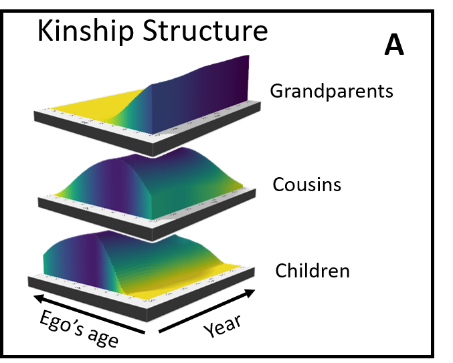 Kinship Structure
A
Grandparents
Cousins
Children
Ego's age
Year